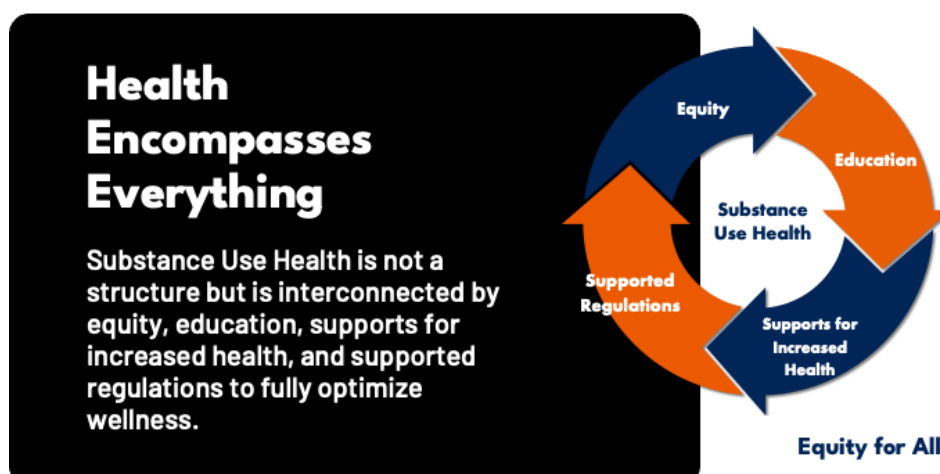 Health
Encompasses
Everything
Substance Use Health is not a
structure but is interconnected by
equity, education, supports for
increased health, and supported
regulations to fully optimize
wellness.
Equity
Education
Substance
Use Health
Supported
Regulations
Supports for
Increased
Health
Equity for All